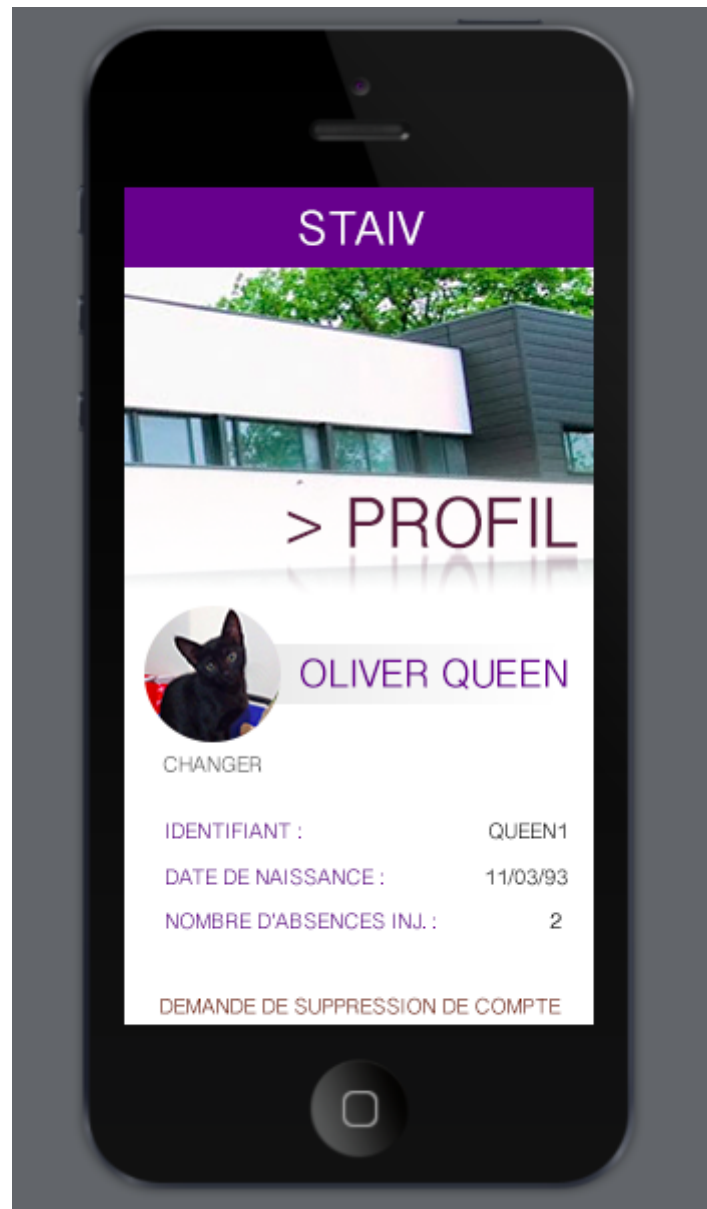 STAIV
> PROFIL
OLIVER QUEEN
CHANGER
IDENTIFIANT : QUEEN1
DATE DE NAISSANCE : 11/03/93
NOMBRE D'ABSENCES INJ. : 2
DEMANDE DE SUPPRESSION DE COMPTE